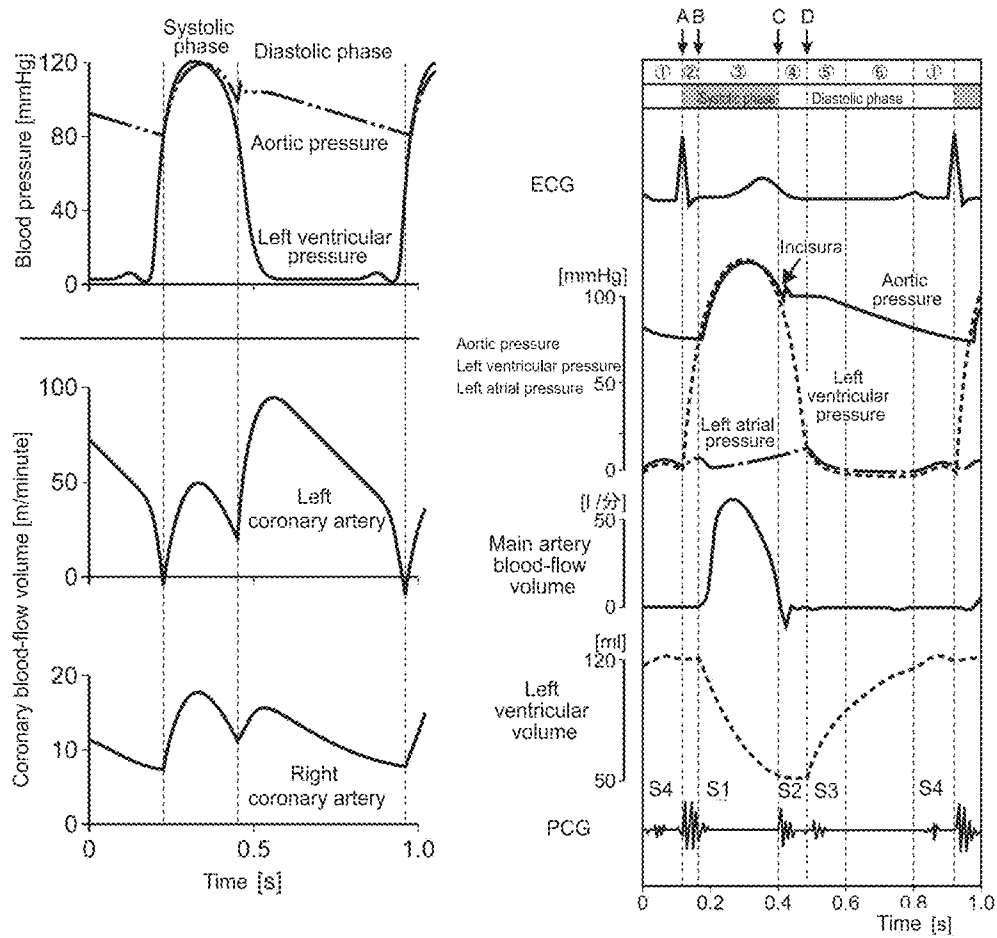 Systolic
phase
Diastolic phase
Blood pressure [mmHg]
120
80
40
0
Aortic pressure
Left ventricular
pressure
Coronary blood-flow volume [m/minute]
100
50
0
Left
coronary artery
20
10
0
Right
coronary artery
0 0.5 1.0
Time [s]
A B C D
① ② ③ ④ ⑤ ⑥ ①
Systolic phase Diastolic phase
ECG
Incisura
[mmHg]
100
50
0
Aortic
pressure
Aortic pressure
Left ventricular pressure
Left atrial pressure
Left
ventricular
pressure
Left atrial
pressure
[l /分]
50
0
Main artery
blood-flow
volume
[ml]
120
50
Left
ventricular
volume
S4 S1 S2 S3 S4
PCG
0 0.2 0.4 0.6 0.8 1.0
Time [s]